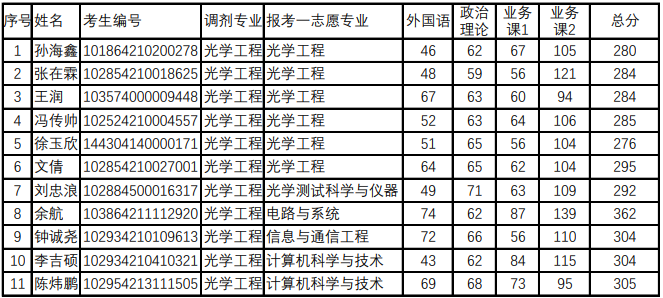 序号 姓名 考生编号 调剂专业 报考一志愿专业 外国语 政治理论 业务课1 业务课2 总分
1 孙海鑫 101864210200278 光学工程 光学工程 46 62 67 105 280
2 张在霖 102854210018625 光学工程 光学工程 48 59 56 121 284
3 王润 103574000009448 光学工程 光学工程 67 63 60 94 284
4 冯传帅 102524210004557 光学工程 光学工程 52 63 64 106 285
5 徐玉欣 144304140000171 光学工程 光学工程 51 65 56 104 276
6 文倩 102854210027001 光学工程 光学工程 64 65 62 104 295
7 刘忠浪 102884500016317 光学工程 光学测试科学与仪器 49 71 63 109 292
8 余航 103864211112920 光学工程 电路与系统 74 62 87 139 362
9 钟诚尧 102934210109613 光学工程 信息与通信工程 72 66 56 110 304
10 李吉硕 102934210410321 光学工程 计算机科学与技术 43 62 84 115 304
11 陈炜鹏 102954213111505 光学工程 计算机科学与技术 69 68 73 95 305